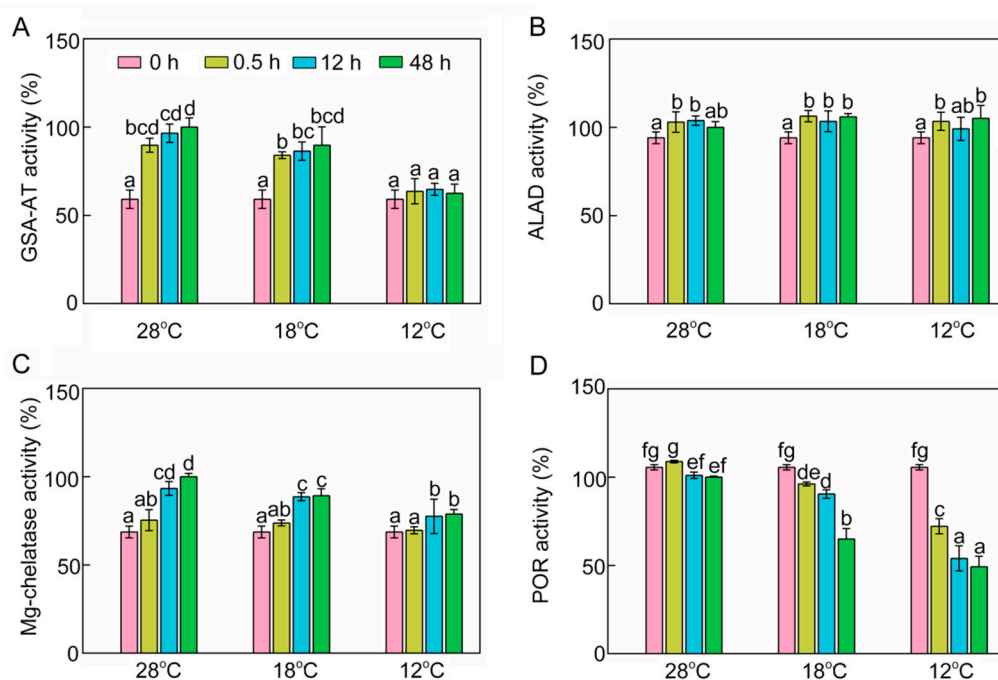 A
150
100
50
0
GSA-AT activity (%)
0 h 0.5 h 12 h 48 h
a bcd cd d
a b bc bcd
a a a a
28°C 18°C 12°C
B
150
100
50
0
ALAD activity (%)
a b b ab
a b b b
a b ab b
28°C 18°C 12°C
C
150
100
50
0
Mg-chelatase activity (%)
a ab cd d
a ab c c
a a b b
28°C 18°C 12°C
D
150
100
50
0
POR activity (%)
fg g ef ef
fg de d b
fg c a a
28°C 18°C 12°C